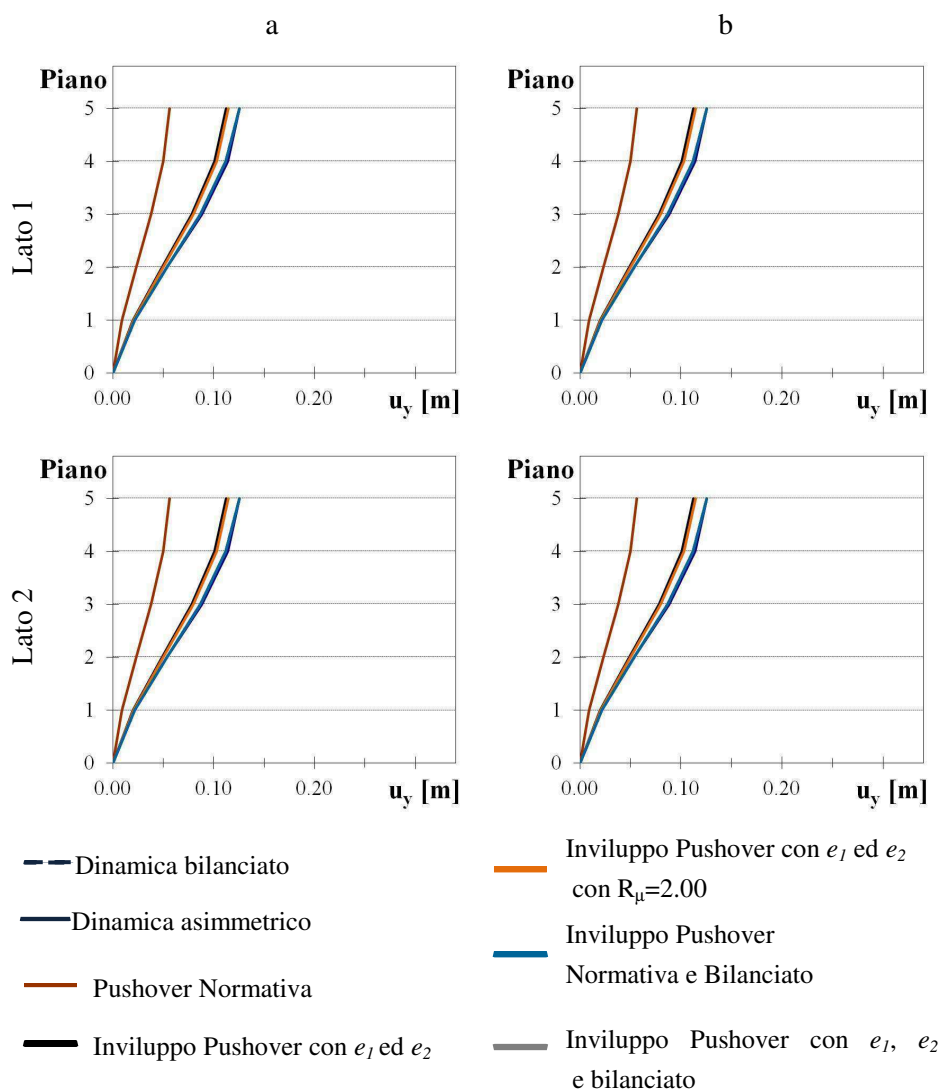 a b
Piano Piano
5 5
4 4
3 3
2 2
1 1
0 0
0.00 0.10 0.20 u_y [m] 0.00 0.10 0.20 u_y [m]
Lato 1
Piano Piano
5 5
4 4
3 3
2 2
1 1
0 0
0.00 0.10 0.20 u_y [m] 0.00 0.10 0.20 u_y [m]
Lato 2
Dinamica bilanciato
Dinamica asimmetrico
Pushover Normativa
Inviluppo Pushover con e₁ ed e₂
Inviluppo Pushover con e₁ ed e₂
con Rμ=2.00
Inviluppo Pushover
Normativa e Bilanciato
Inviluppo Pushover con e₁, e₂
e bilanciato